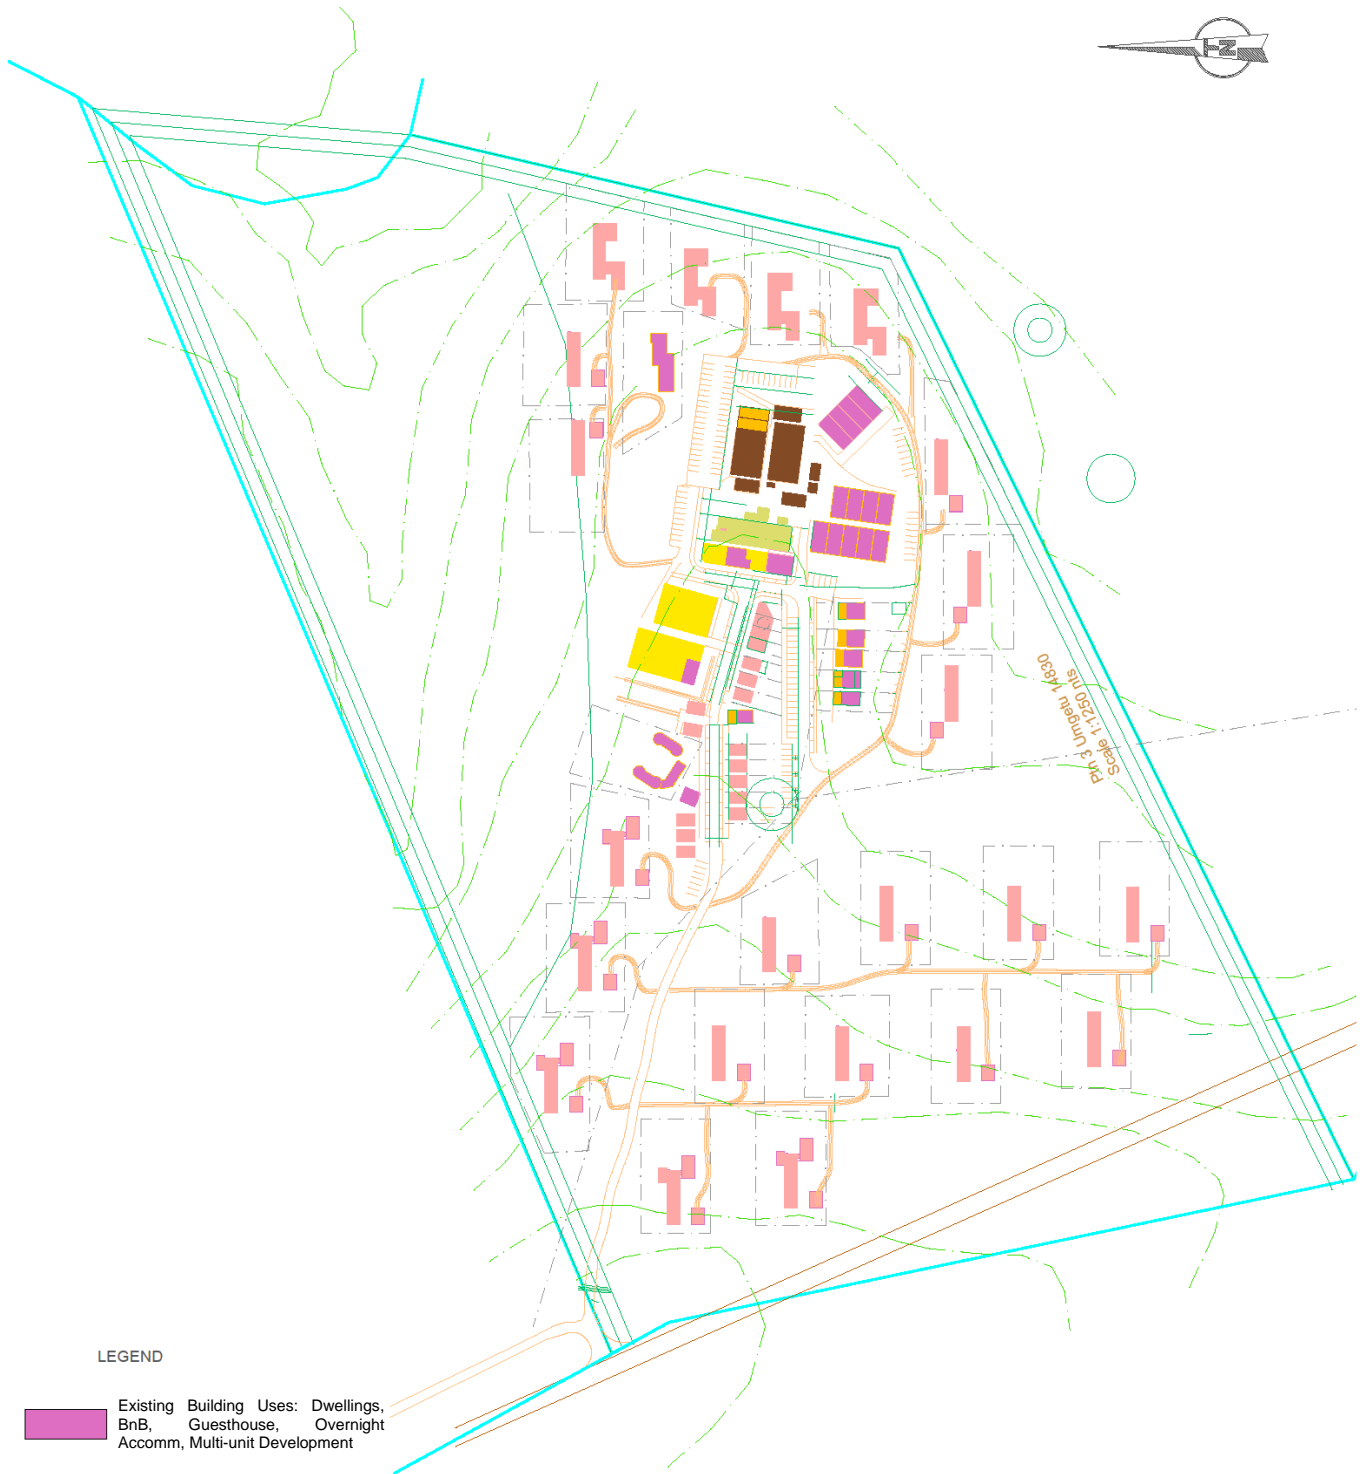 N
Ptn 3 Umgetu 14830
Scale 1:1250 nts
LEGEND
Existing Building Uses: Dwellings,
BnB, Guesthouse, Overnight
Accomm, Multi-unit Development